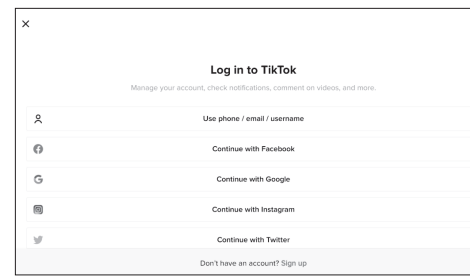 Log in to TikTok
Manage your account, check notifications, comment on videos, and more.
Use phone / email / username
Continue with Facebook
Continue with Google
Continue with Instagram
Continue with Twitter
Don't have an account? Sign up